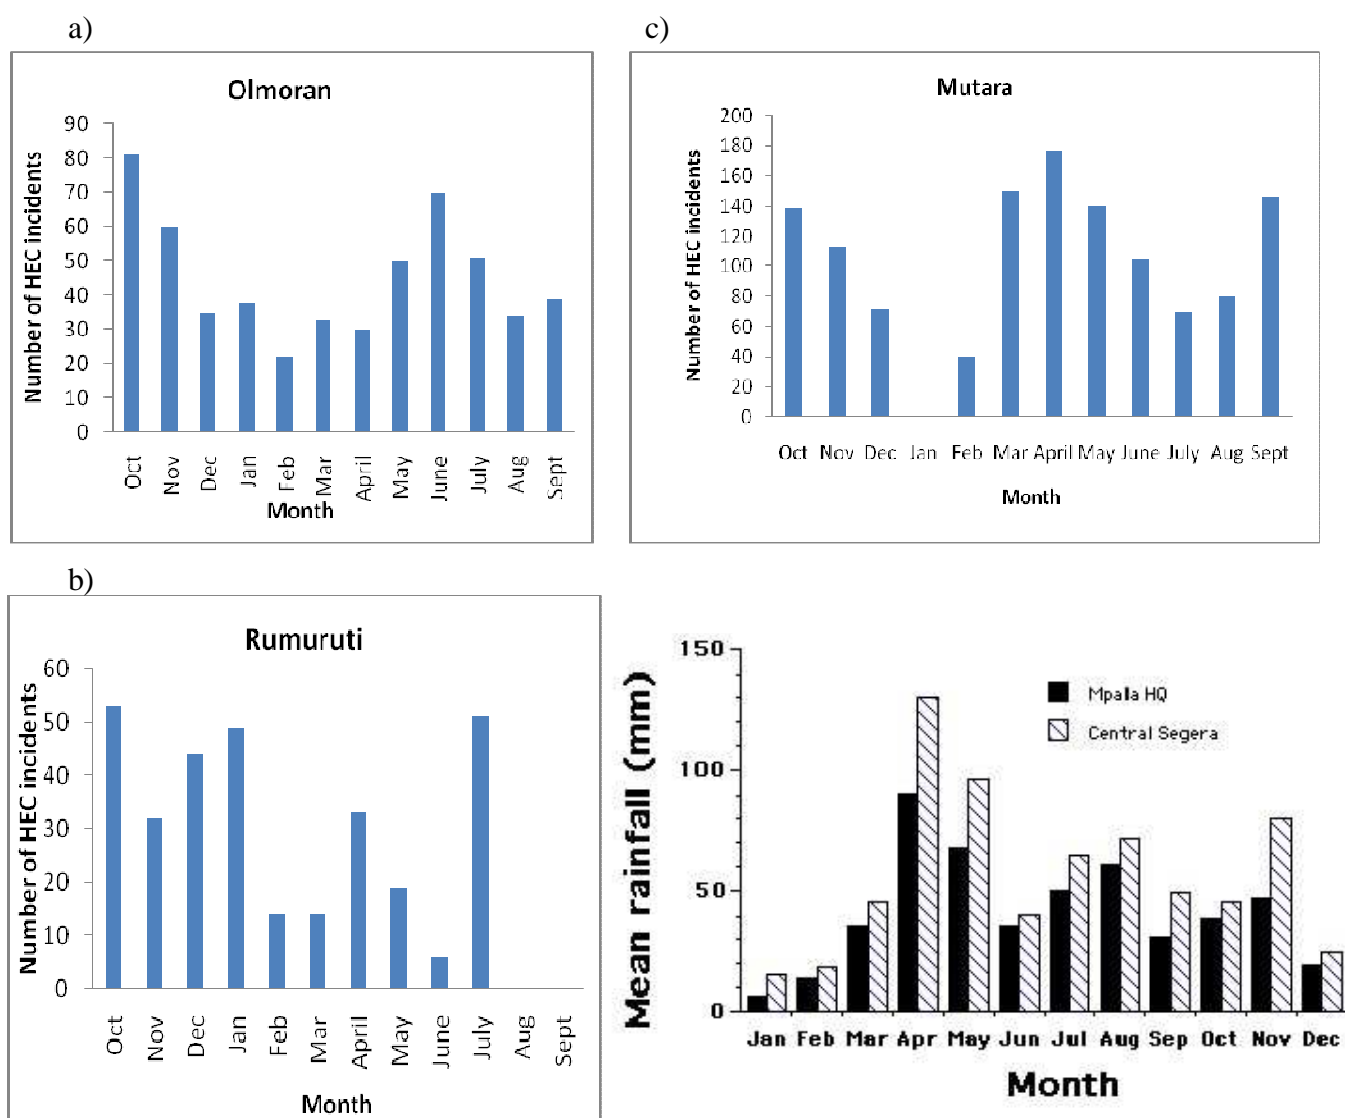 a)
Olmoran
Number of HEC incidents
90
80
70
60
50
40
30
20
10
0
Oct Nov Dec Jan Feb Mar April May June July Aug Sept
Month
c)
Mutara
Number of HEC incidents
200
180
160
140
120
100
80
60
40
20
0
Oct Nov Dec Jan Feb Mar April May June July Aug Sept
Month
b)
Rumuruti
Number of HEC incidents
60
50
40
30
20
10
0
Oct Nov Dec Jan Feb Mar April May June July Aug Sept
Month
Mean rainfall (mm)
150
100
50
0
Mpalla HQ
Central Segera
Jan Feb Mar Apr May Jun Jul Aug Sep Oct Nov Dec
Month